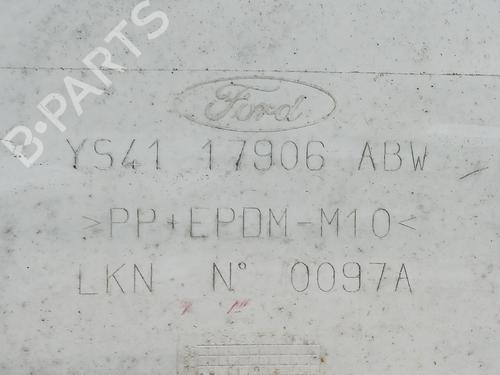 B-PARTS
Ford
YS41 17906 ABW
>PP+EPDM-M10<
LKN N° 0097A